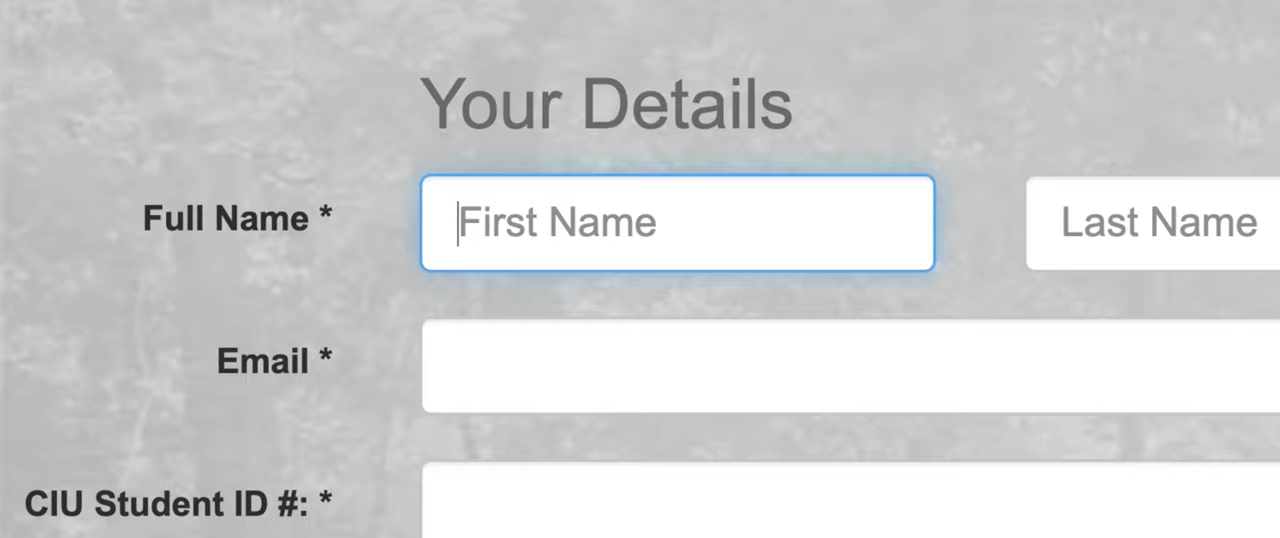 Your Details
Full Name * First Name Last Name
Email *
CIU Student ID #: *